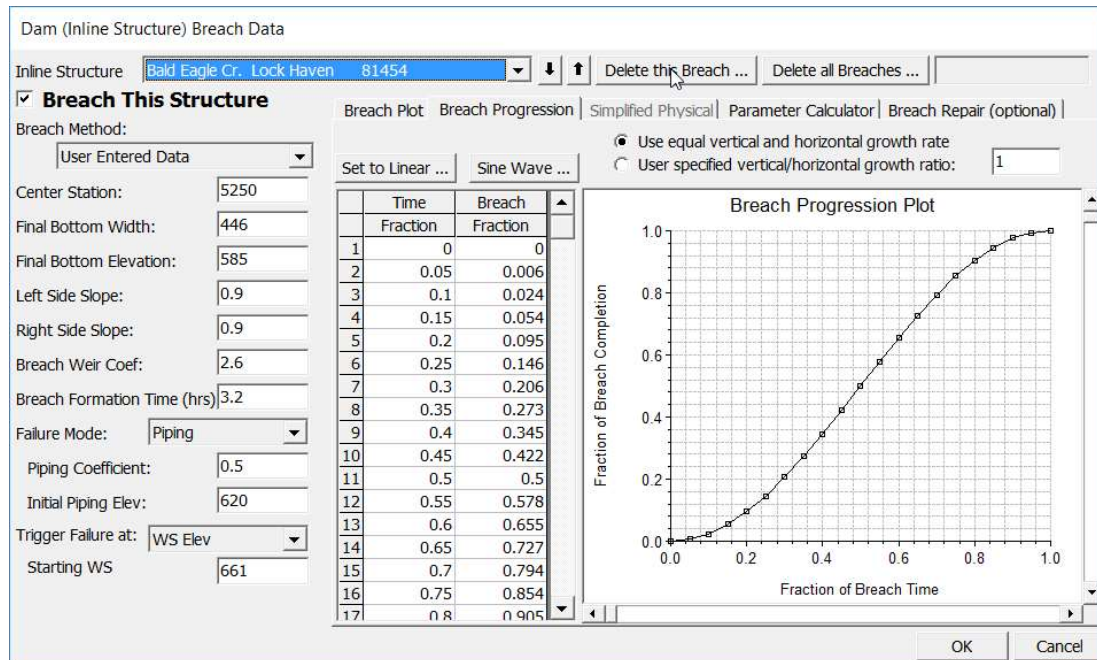 Dam (Inline Structure) Breach Data
Inline Structure Bald Eagle Cr. Lock Haven 81454 Delete this Breach ... Delete all Breaches ...
Breach This Structure
Breach Method:
User Entered Data
Center Station: 5250
Final Bottom Width: 446
Final Bottom Elevation: 585
Left Side Slope: 0.9
Right Side Slope: 0.9
Breach Weir Coef: 2.6
Breach Formation Time (hrs) 3.2
Failure Mode: Piping
Piping Coefficient: 0.5
Initial Piping Elev: 620
Trigger Failure at: WS Elev
Starting WS 661
Breach Plot Breach Progression Simplified Physical Parameter Calculator Breach Repair (optional)
Use equal vertical and horizontal growth rate
User specified vertical/horizontal growth ratio: 1
Set to Linear ... Sine Wave ...
Time Breach
Fraction Fraction
1 0 0
2 0.05 0.006
3 0.1 0.024
4 0.15 0.054
5 0.2 0.095
6 0.25 0.146
7 0.3 0.206
8 0.35 0.273
9 0.4 0.345
10 0.45 0.422
11 0.5 0.5
12 0.55 0.578
13 0.6 0.655
14 0.65 0.727
15 0.7 0.794
16 0.75 0.854
17 0.8 0.905
Breach Progression Plot
Fraction of Breach Completion
1.0
0.8
0.6
0.4
0.2
0.0
0.0 0.2 0.4 0.6 0.8 1.0
Fraction of Breach Time
OK Cancel